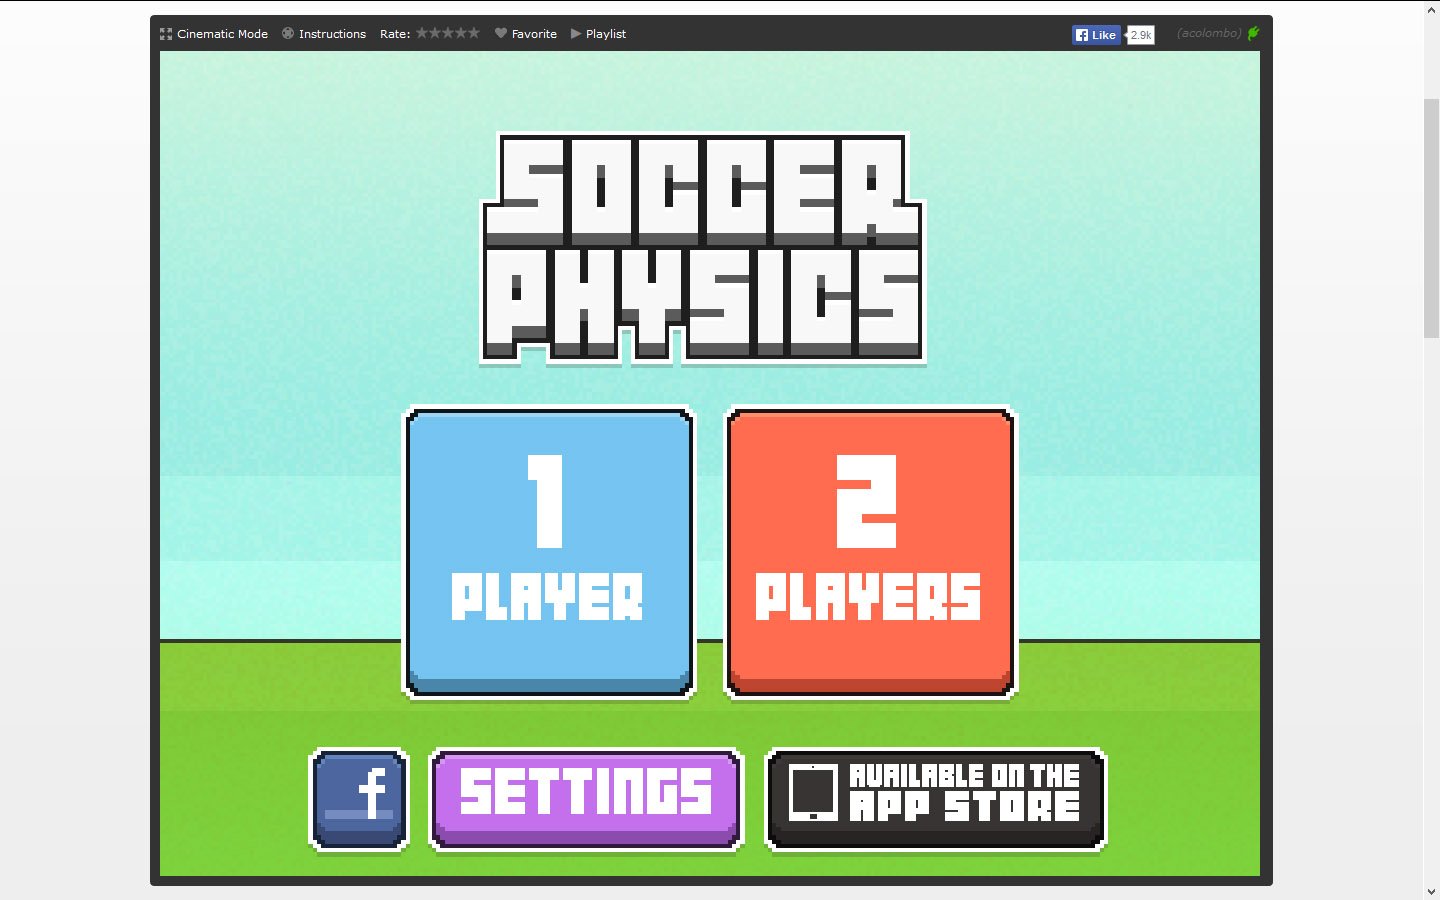 Cinematic Mode Instructions Rate: Favorite Playlist Like 2.9k (acolombo)
SOCCER
PHYSICS
1
PLAYER
2
PLAYERS
f
SETTINGS
AVAILABLE ON THE
APP STORE